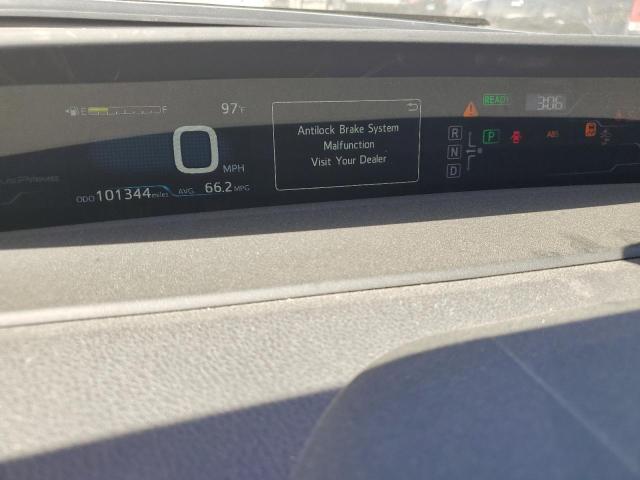 READY
3:06
E F
97°F
Antilock Brake System
Malfunction
Visit Your Dealer
R
N
D
P
ABS
0 MPH
ODO 101344 miles
AVG. 66.2 MPG